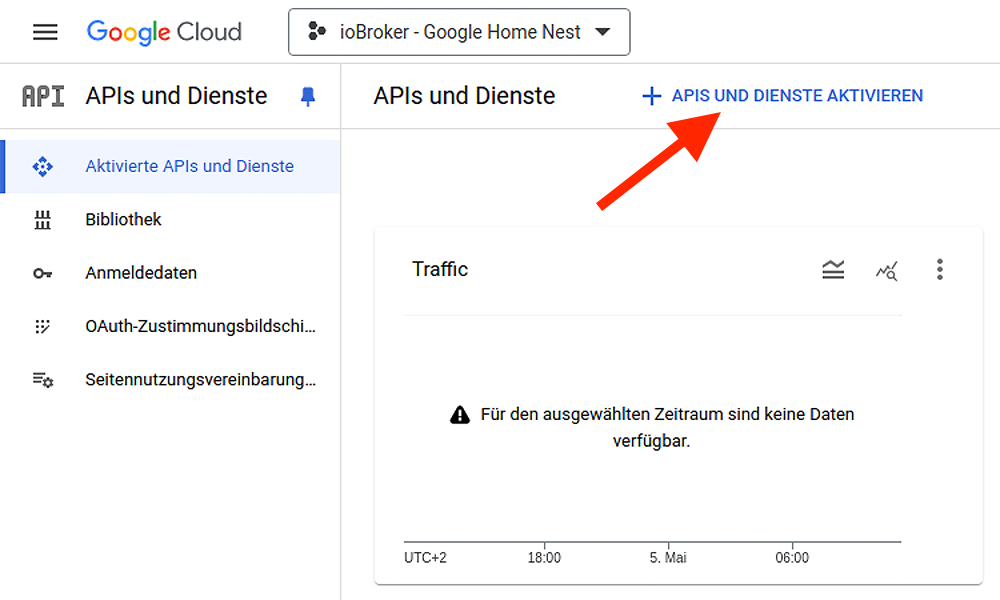 Google Cloud
ioBroker - Google Home Nest
API
APIs und Dienste
Aktivierte APIs und Dienste
Bibliothek
Anmeldedaten
OAuth-Zustimmungsbildschi...
Seitennutzungsvereinbarung...
APIs und Dienste
APIS UND DIENSTE AKTIVIEREN
Traffic
Für den ausgewählten Zeitraum sind keine Daten
verfügbar.
UTC+2 18:00 5. Mai 06:00